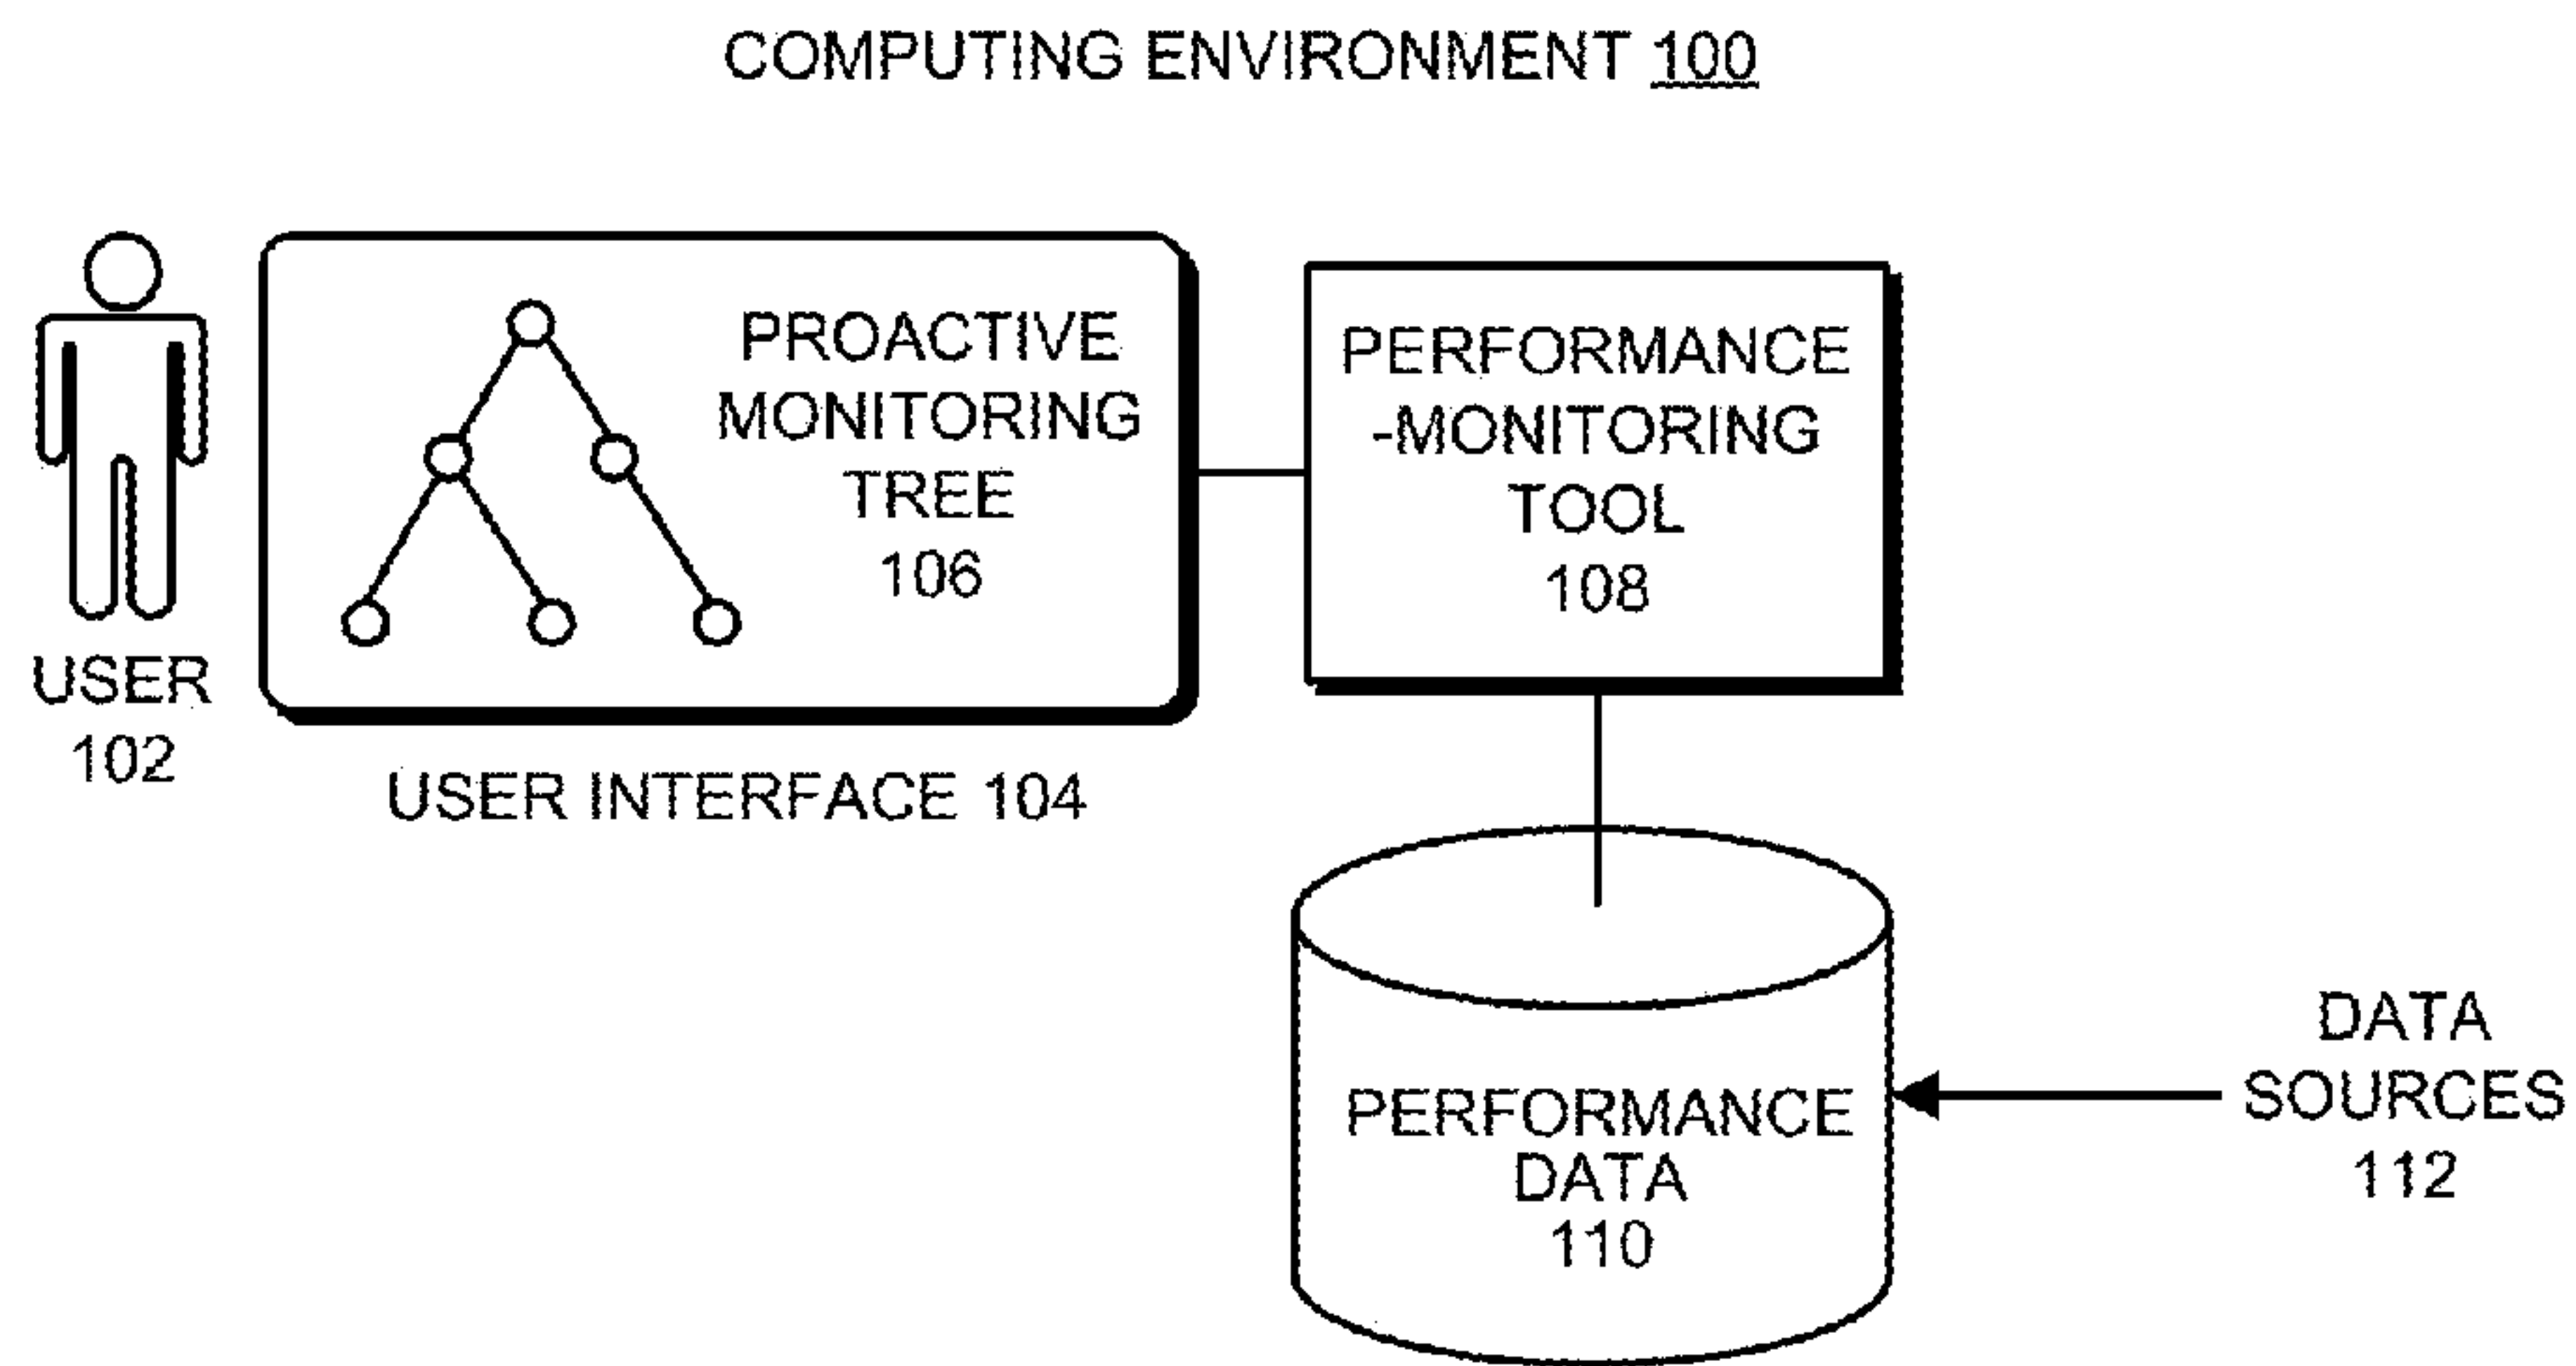 COMPUTING ENVIRONMENT 100
PROACTIVE
MONITORING
TREE
106
USER
102
USER INTERFACE 104
PERFORMANCE
-MONITORING
TOOL
108
PERFORMANCE
DATA
110
DATA
SOURCES
112